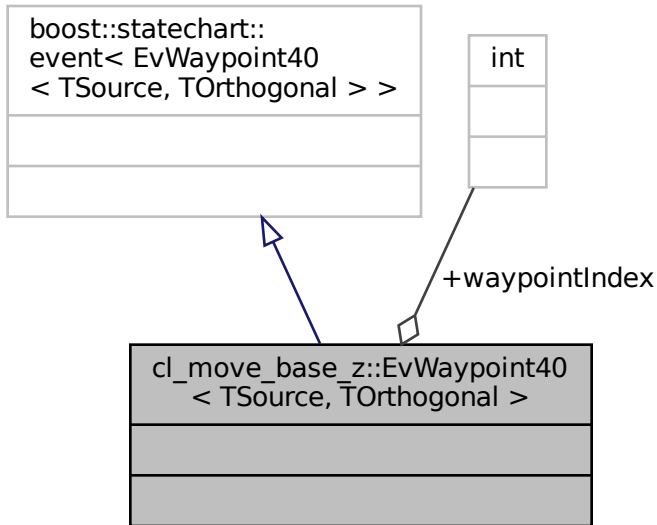 boost::statechart::
event< EvWaypoint40
< TSource, TOrthogonal > >
int
+waypointIndex
cl_move_base_z::EvWaypoint40
< TSource, TOrthogonal >